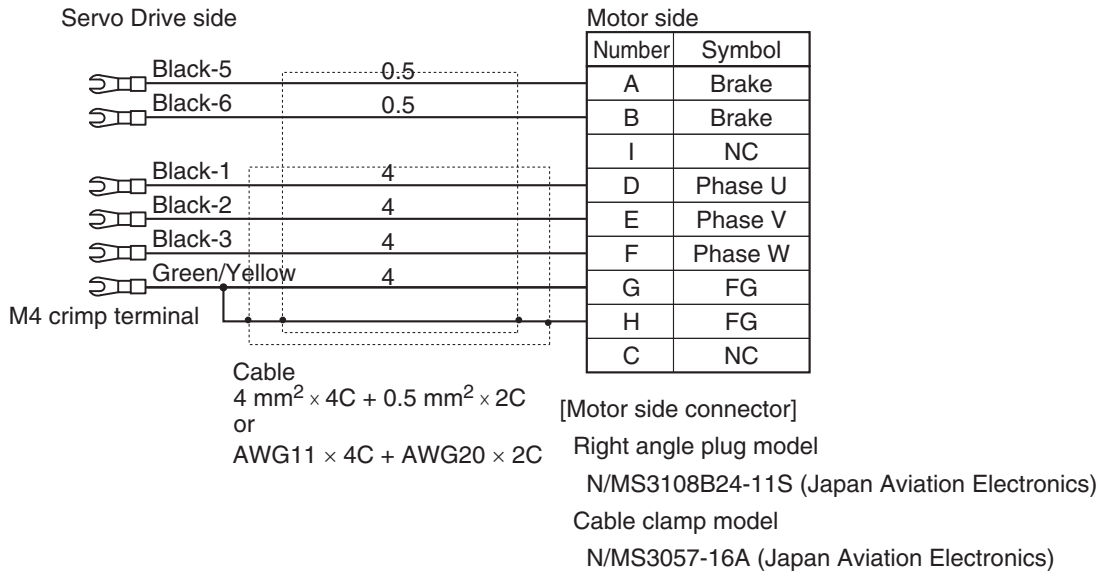 Servo Drive side
Motor side
Number Symbol
Black-5 0.5 A Brake
Black-6 0.5 B Brake
I NC
Black-1 4 D Phase U
Black-2 4 E Phase V
Black-3 4 F Phase W
Green/Yellow 4 G FG
M4 crimp terminal H FG
C NC
Cable
4 mm² × 4C + 0.5 mm² × 2C
or
AWG11 × 4C + AWG20 × 2C
[Motor side connector]
Right angle plug model
N/MS3108B24-11S (Japan Aviation Electronics)
Cable clamp model
N/MS3057-16A (Japan Aviation Electronics)